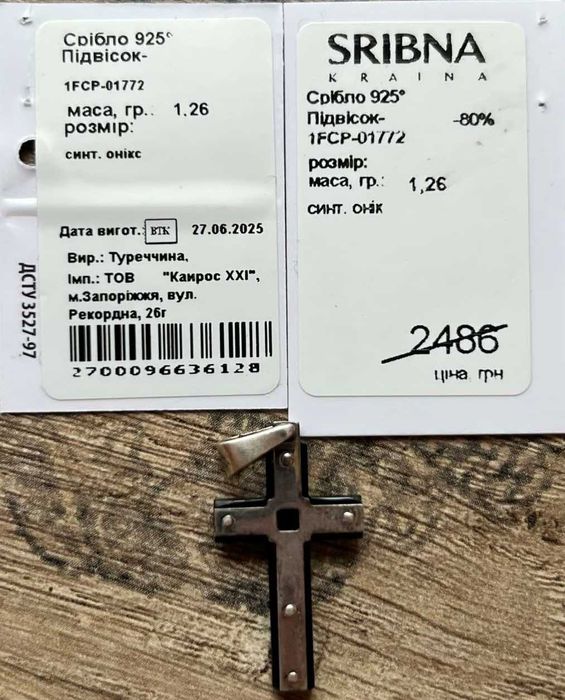 Срібло 925°
Підвісок-
1FCP-01772
маса, гр.: 1.26
розмір:
синт. онікс
Дата вигот.: ВТК 27.06.2025
Вир.: Туреччина,
Імп.: ТОВ "Каирос XXI",
м.Запоріжжя, вул.
Рекордна, 26г
2700096636128
ДСТУ 3527-97
SRIBNA
KRAINA
Срібло 925°
Підвісок- -80%
1FCP-01772
розмір:
маса, гр.: 1,26
синт. онік
2486
ціна грн